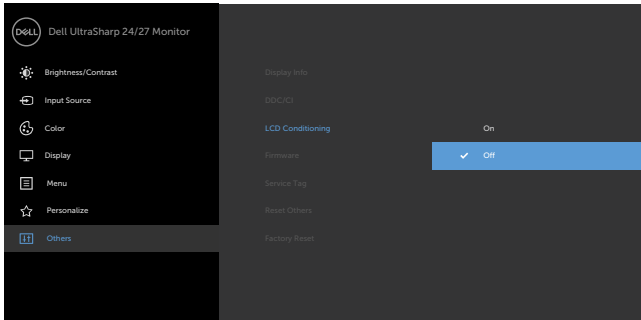 DELL Dell UltraSharp 24/27 Monitor
Brightness/Contrast
Input Source
Color
Display
Menu
Personalize
Others
Display Info
DDC/CI
LCD Conditioning
Firmware
Service Tag
Reset Others
Factory Reset
On
Off